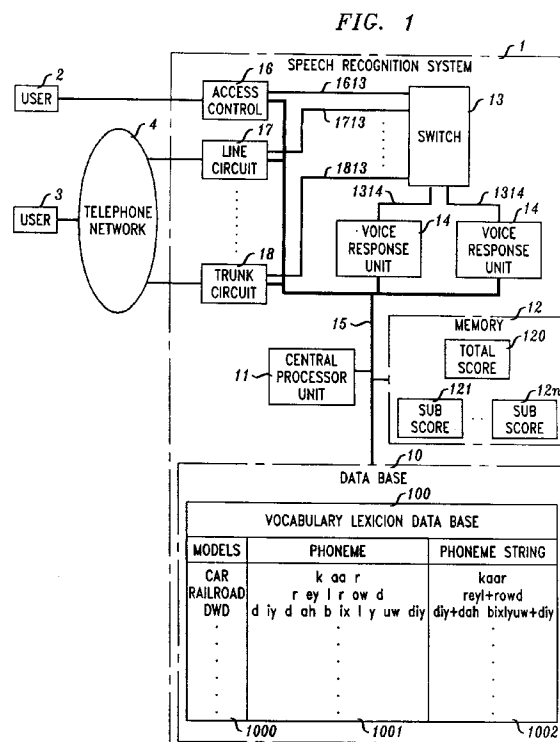 FIG. 1
1
SPEECH RECOGNITION SYSTEM
2
USER
16
ACCESS
CONTROL
1613
13
SWITCH
4
17
LINE
CIRCUIT
1713
1813
3
USER
TELEPHONE
NETWORK
1314
1314
14
VOICE
RESPONSE
UNIT
14
VOICE
RESPONSE
UNIT
18
TRUNK
CIRCUIT
15
12
MEMORY
120
TOTAL
SCORE
11
CENTRAL
PROCESSOR
UNIT
121
SUB
SCORE
12n
SUB
SCORE
10
DATA BASE
100
VOCABULARY LEXICION DATA BASE
MODELS PHONEME PHONEME STRING
CAR k aa r kaar
RAILROAD r ey l r ow d reyl+rowd
DWD d iy d ah b ix l y uw diy diy+dah bixlyuw+diy
1000 1001 1002